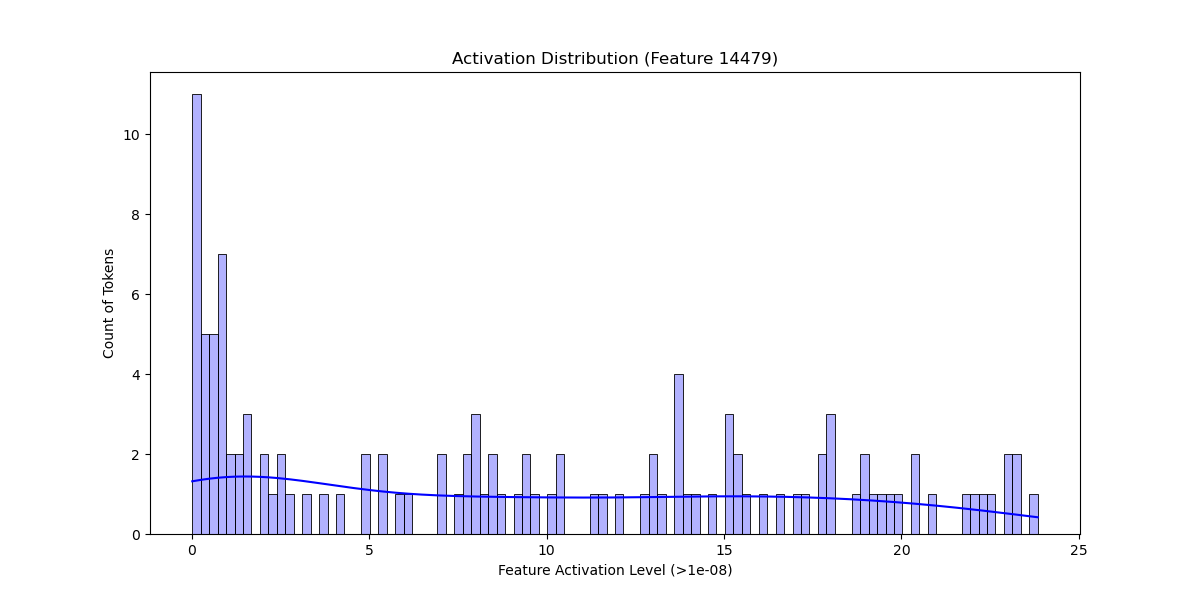 Activation Distribution (Feature 14479)
Count of Tokens
10
8
6
4
2
0
0 5 10 15 20 25
Feature Activation Level (>1e-08)